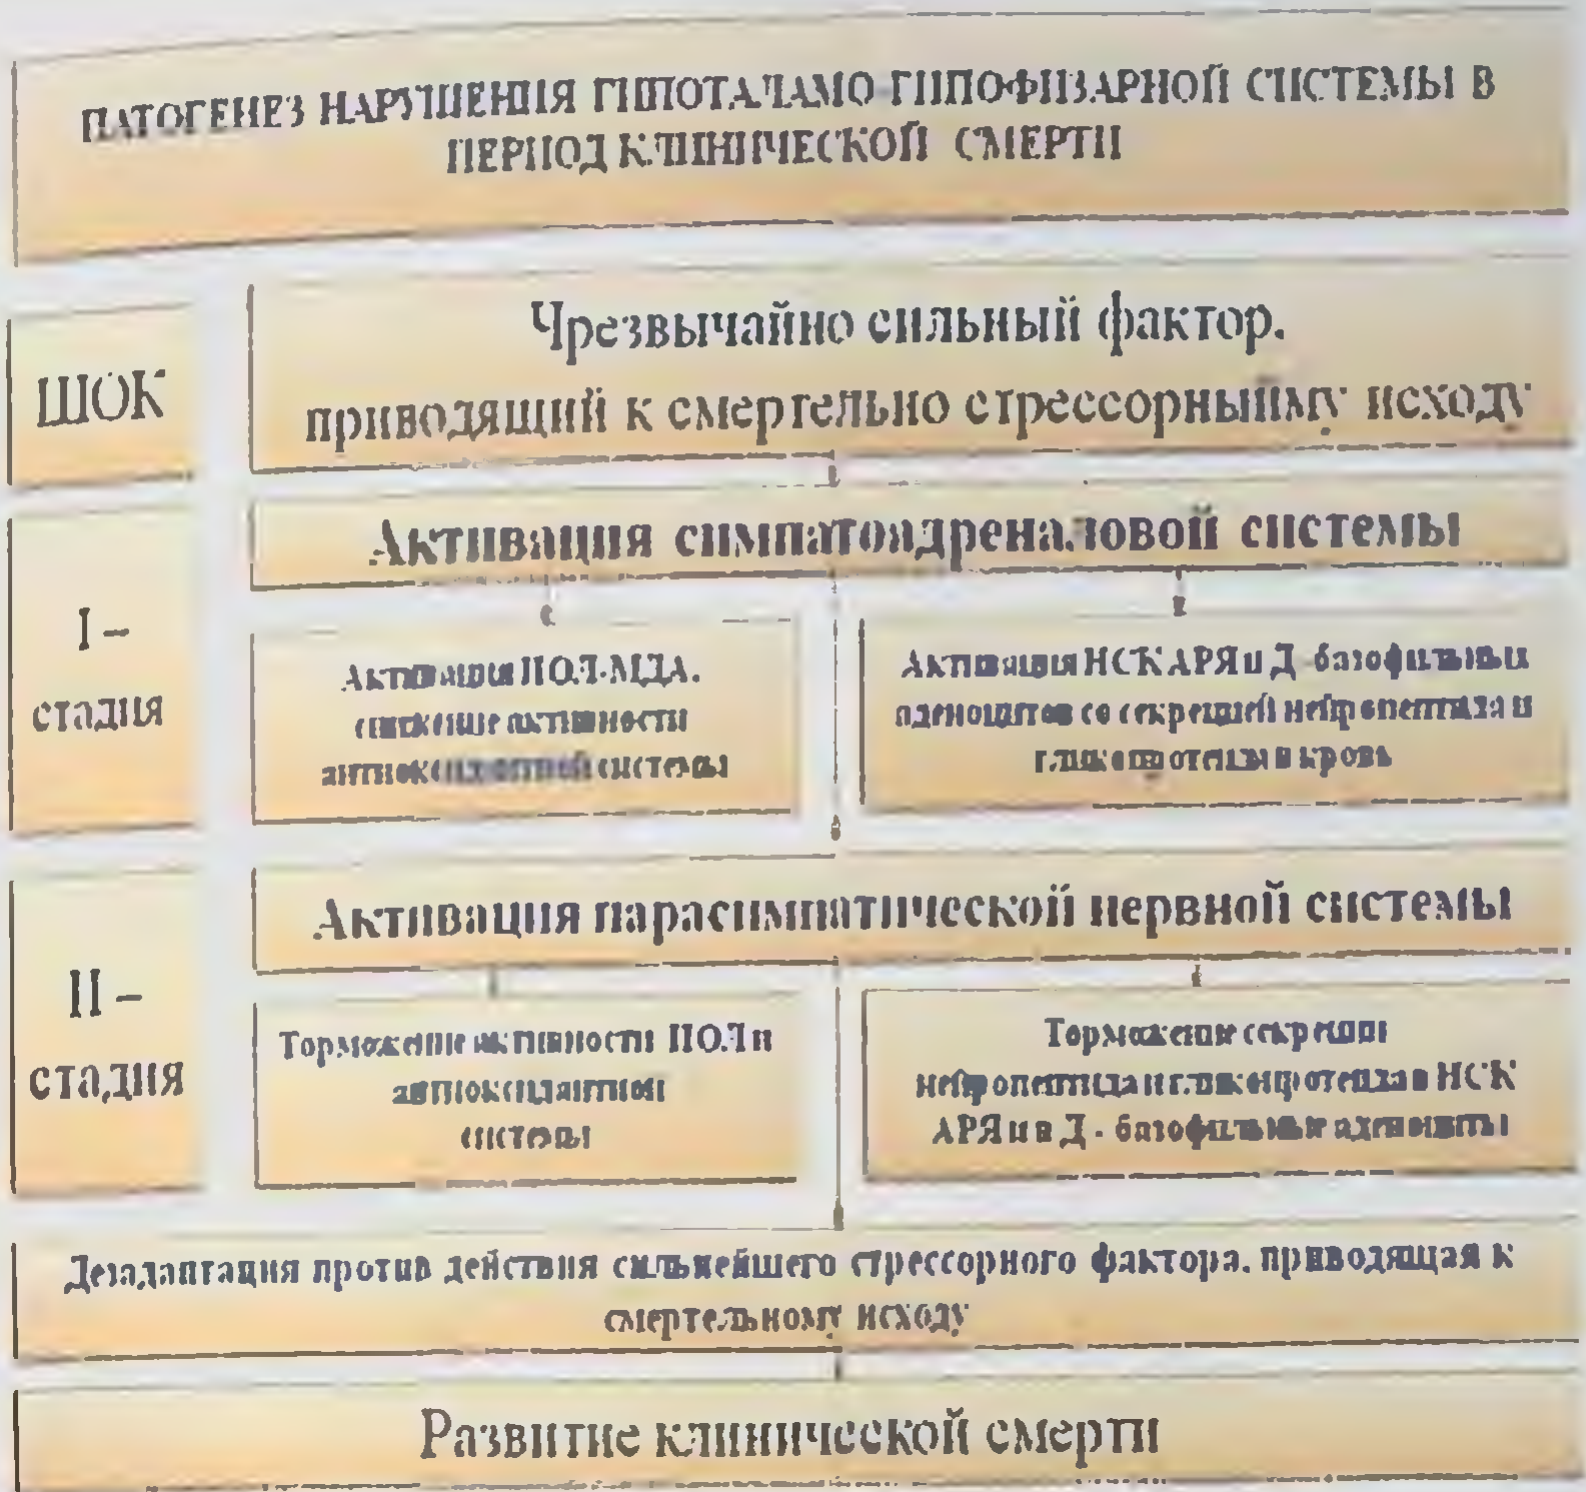 ПАТОГЕНЕЗ НАРУШЕНИЯ ГИПОТАЛАМО-ГИПОФИЗАРНОЙ СИСТЕМЫ В
ПЕРИОД КЛИНИЧЕСКОЙ СМЕРТИ
ШОК
Чрезвычайно сильный фактор,
приводящий к смертельно стрессорныйму исходу
I –
стадия
Активация симпатоадреналовой системы
Активация ПОЛ-МДА,
снижение активности
антиоксидантной системы
Активация НСК АРЯ и Д -базофильных
аденоцитов со секрецией нейропептида и
гликопротеида в кровь
II –
стадия
Активация парасимпатической нервной системы
Торможение активности ПОЛ и
антиоксидантной
системы
Торможение секреции
нейропептида и гликопротеида в НСК
АРЯ и в Д - базофильные аденоциты
Дезадаптация против действия сильнейшего стрессорного фактора, приводящая к
смертельному исходу
Развитие клинической смерти